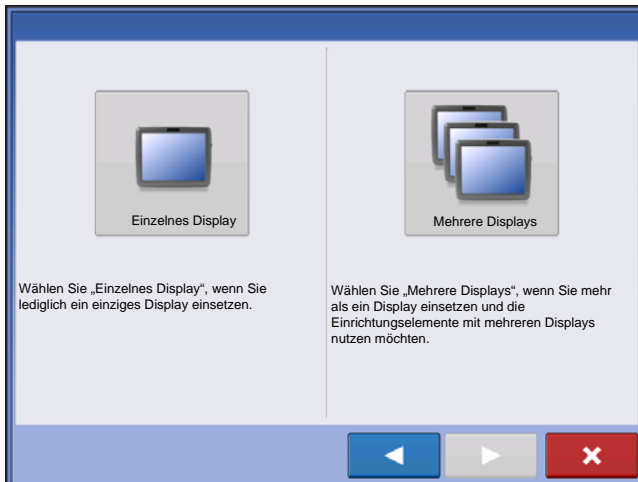 Einzelnes Display
Mehrere Displays
Wählen Sie „Einzelnes Display“, wenn Sie
lediglich ein einziges Display einsetzen.
Wählen Sie „Mehrere Displays“, wenn Sie mehr
als ein Display einsetzen und die
Einrichtungselemente mit mehreren Displays
nutzen möchten.